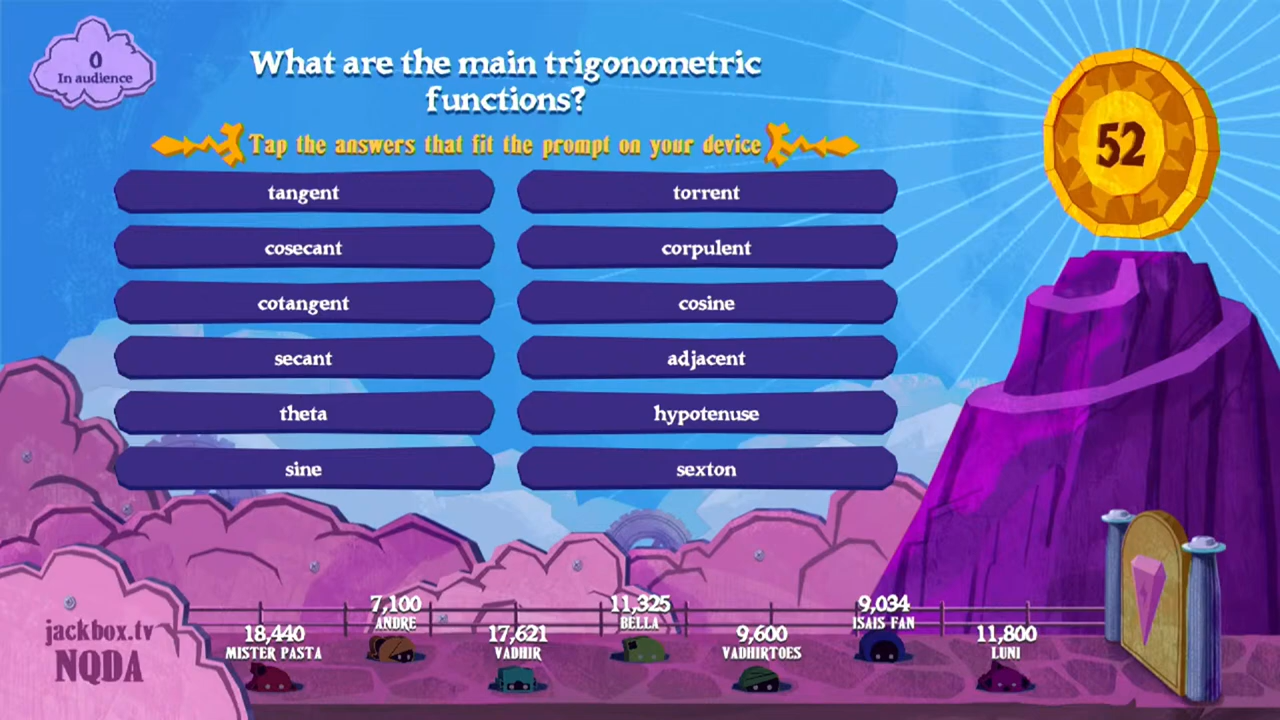 0
In audience
What are the main trigonometric
functions?
Tap the answers that fit the prompt on your device
52
tangent
torrent
cosecant
corpulent
cotangent
cosine
secant
adjacent
theta
hypotenuse
sine
sexton
jackbox.tv
NQDA
18,440
MISTER PASTA
7,100
ANDRE
17,621
VADHIR
11,325
BELLA
9,600
VADHIRTOES
9,034
ISAIS FAN
11,800
LUNI